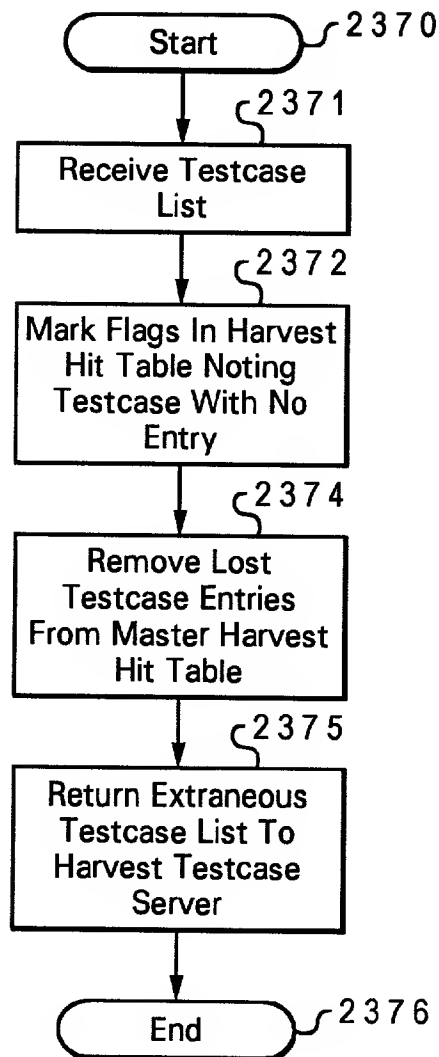 Start
2370
2371
Receive Testcase
List
2372
Mark Flags In Harvest
Hit Table Noting
Testcase With No
Entry
2374
Remove Lost
Testcase Entries
From Master Harvest
Hit Table
2375
Return Extraneous
Testcase List To
Harvest Testcase
Server
End
2376